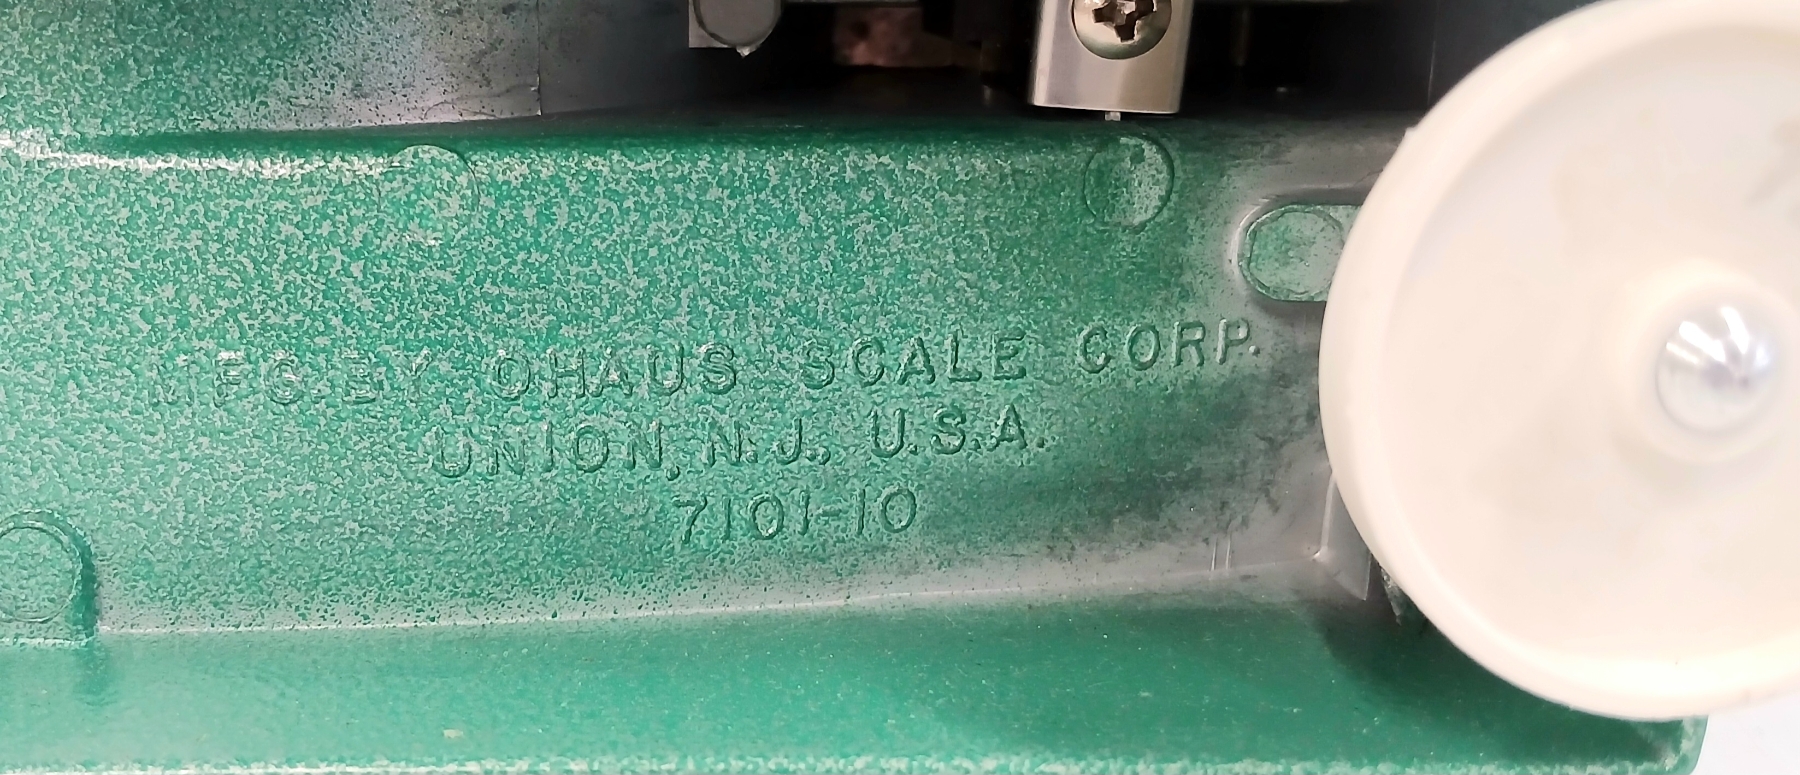 MFG. BY OHAUS SCALE CORP.
UNION, N.J., U.S.A.
7101-10